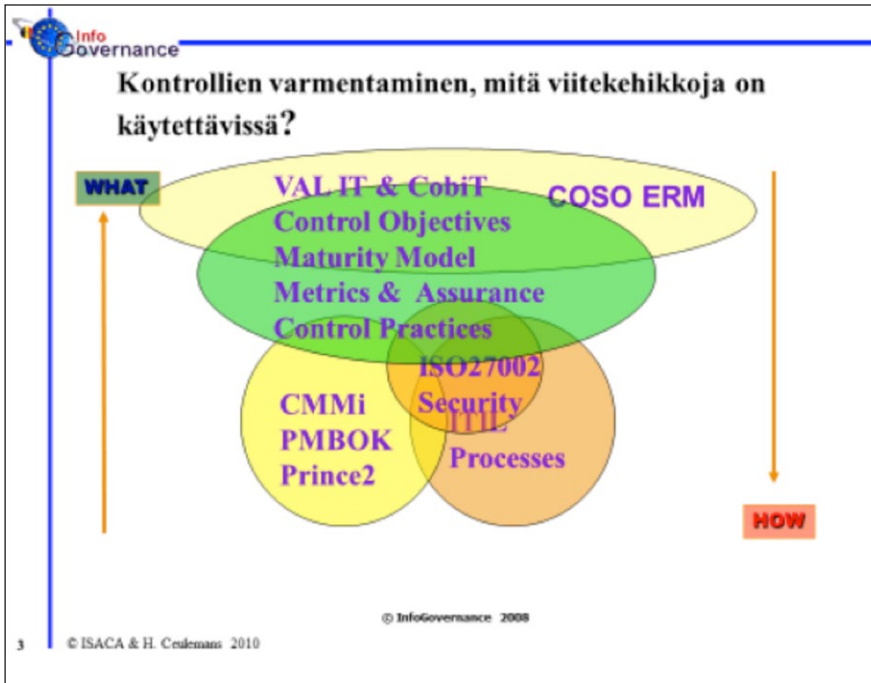 Info
Governance
Kontrollien varmentaminen, mitä viitekehikkoja on
käytettävissä?
WHAT
VAL IT & CobiT
COSO ERM
Control Objectives
Maturity Model
Metrics & Assurance
Control Practices
ISO27002
Security
CMMi
PMBOK
Prince2
ITIL
Processes
HOW
© InfoGovernance 2008
3 © ISACA & H. Ceulemans 2010